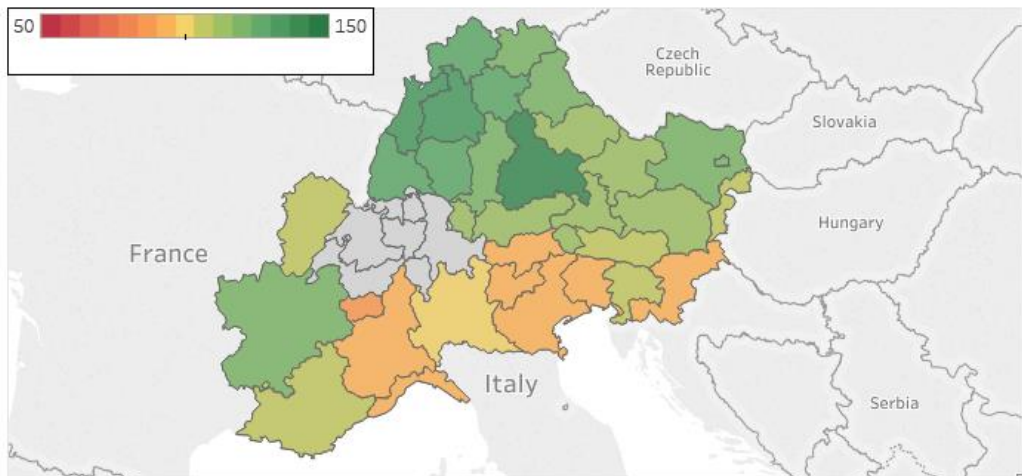 50 150
Czech
Republic
Slovakia
Hungary
France
Italy
Serbia